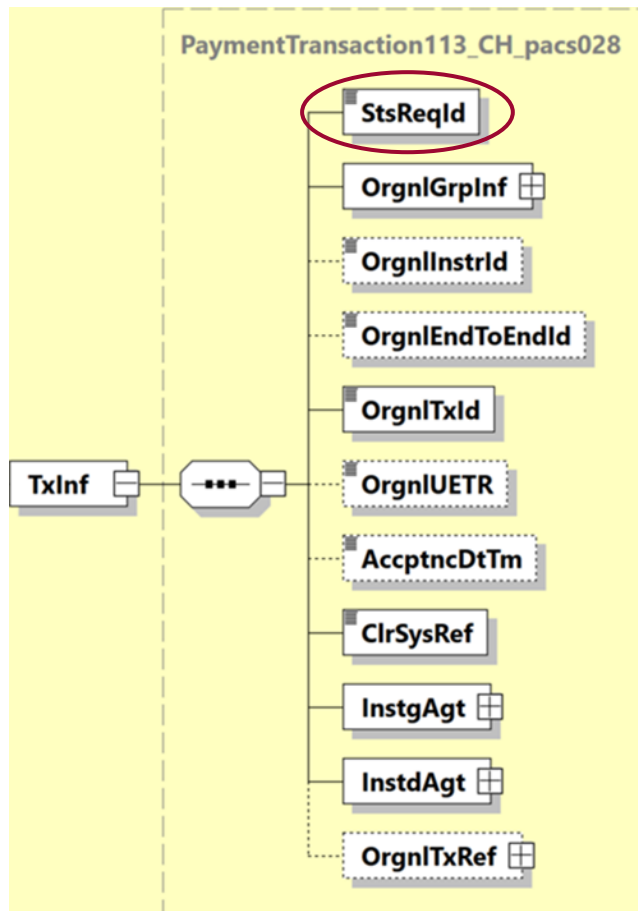 PaymentTransaction113_CH_pacs028
StsReqId
OrgnlGrpInf
OrgnlInstrId
OrgnlEndToEndId
OrgnlTxId
TxInf
OrgnlUETR
AccptncDtTm
ClrSysRef
InstgAgt
InstdAgt
OrgnlTxRef